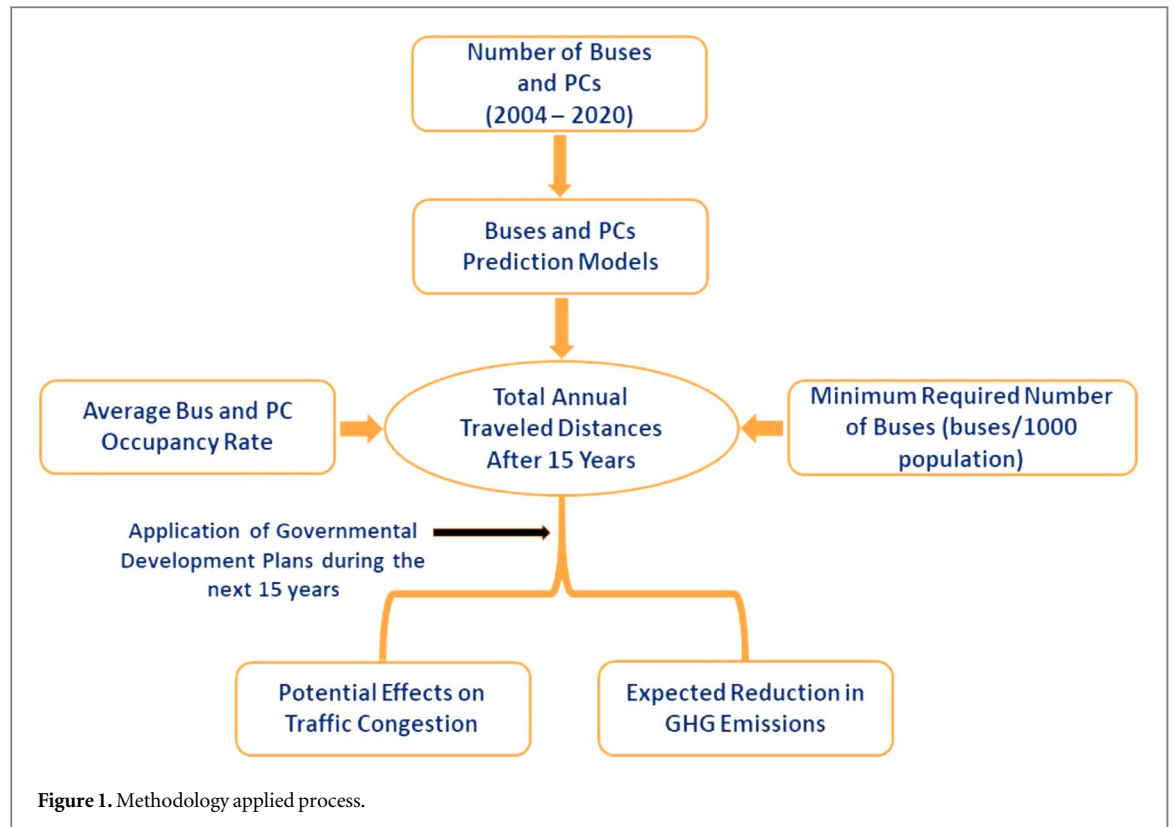 Number of Buses
and PCs
(2004 – 2020)
Buses and PCs
Prediction Models
Average Bus and PC
Occupancy Rate
Total Annual
Traveled Distances
After 15 Years
Minimum Required Number
of Buses (buses/1000
population)
Application of Governmental
Development Plans during the
next 15 years
Potential Effects on
Traffic Congestion
Expected Reduction in
GHG Emissions
Figure 1. Methodology applied process.